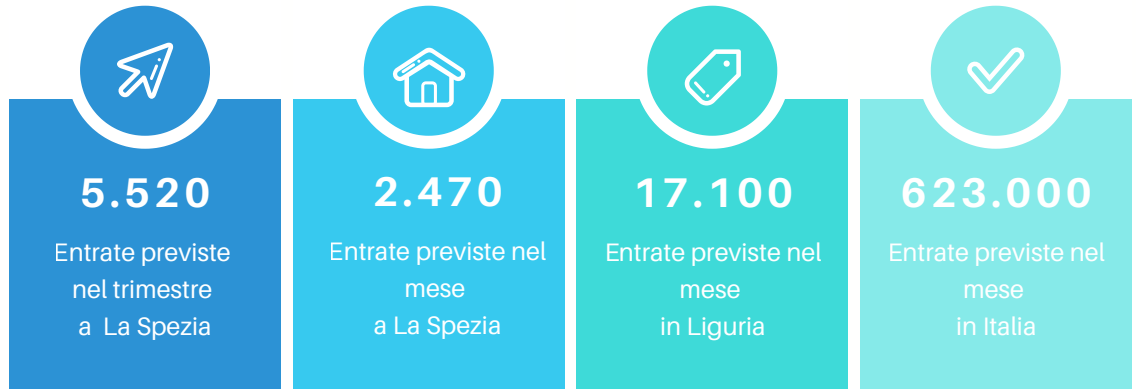 5.520
Entrate previste
nel trimestre
a La Spezia
2.470
Entrate previste nel
mese
a La Spezia
17.100
Entrate previste nel
mese
in Liguria
623.000
Entrate previste nel
mese
in Italia